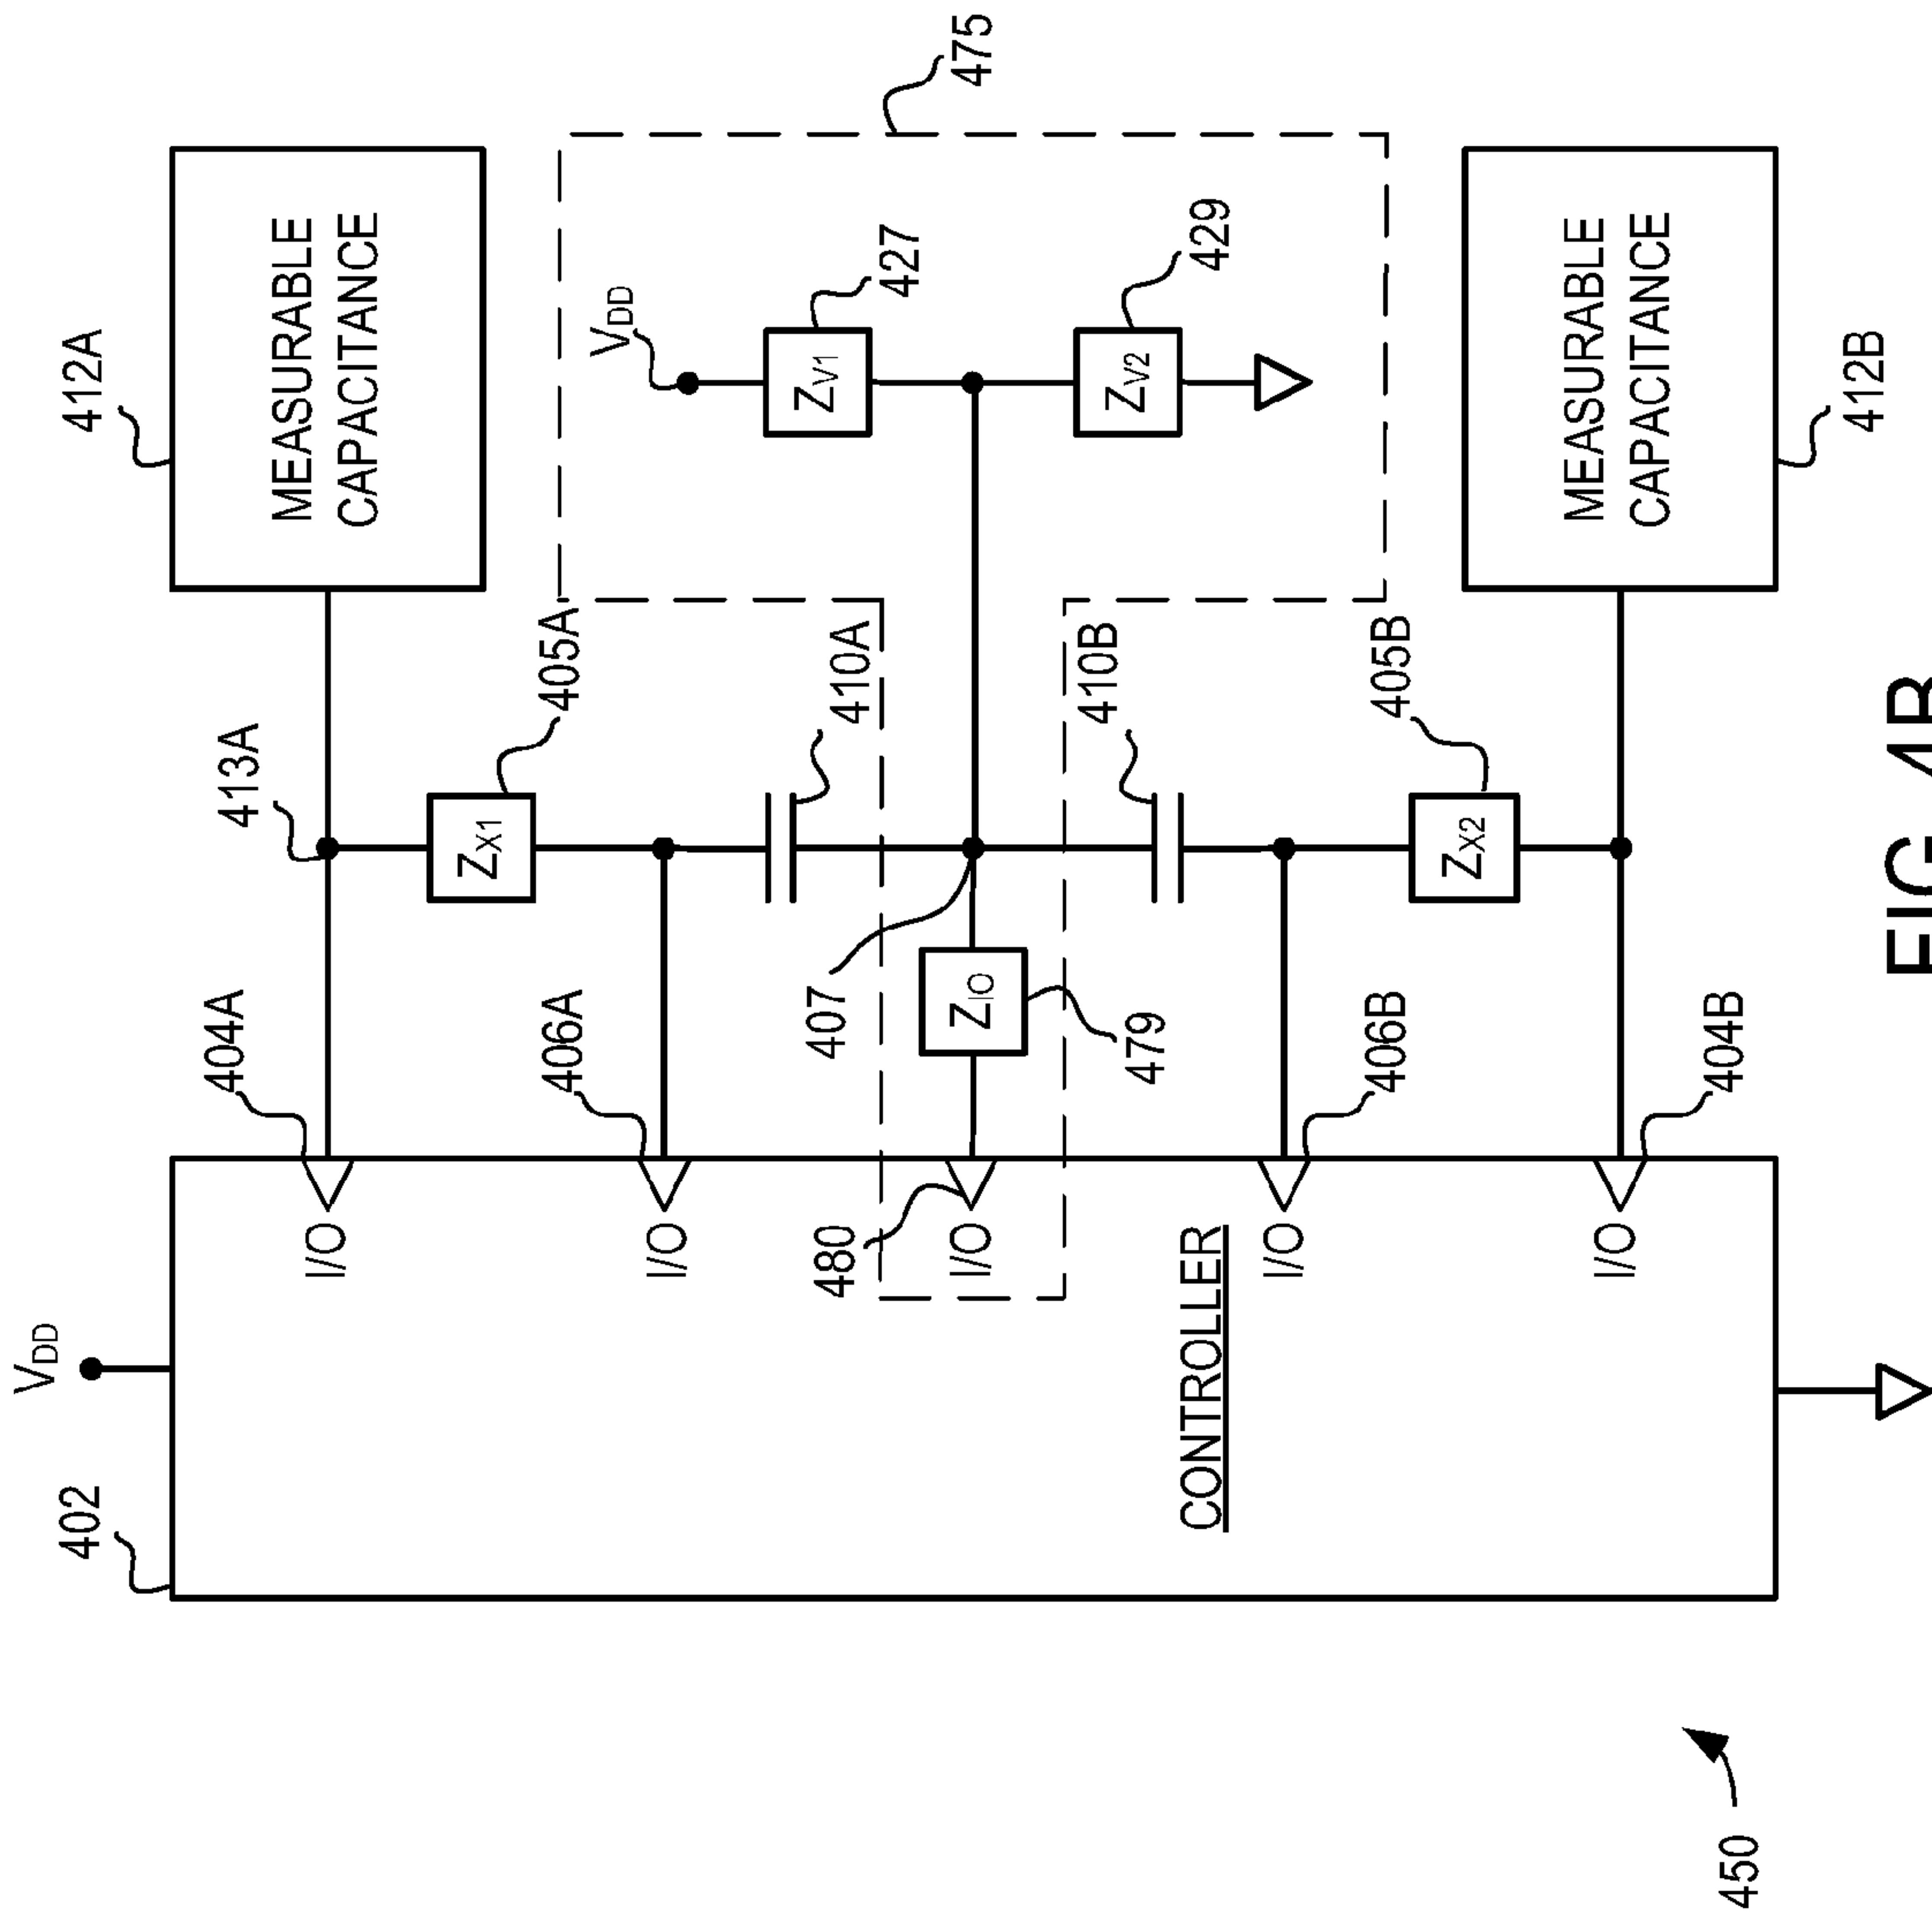 412A
MEASURABLE
CAPACITANCE
475
413A
404A
VDD
402
I/O
ZX1
405A
VDD
406A
I/O
410A
ZV1
427
407
480
I/O
ZIO
479
410B
ZV2
429
CONTROLLER
I/O
406B
ZX2
405B
MEASURABLE
CAPACITANCE
I/O
404B
412B
450
FIG. 4B